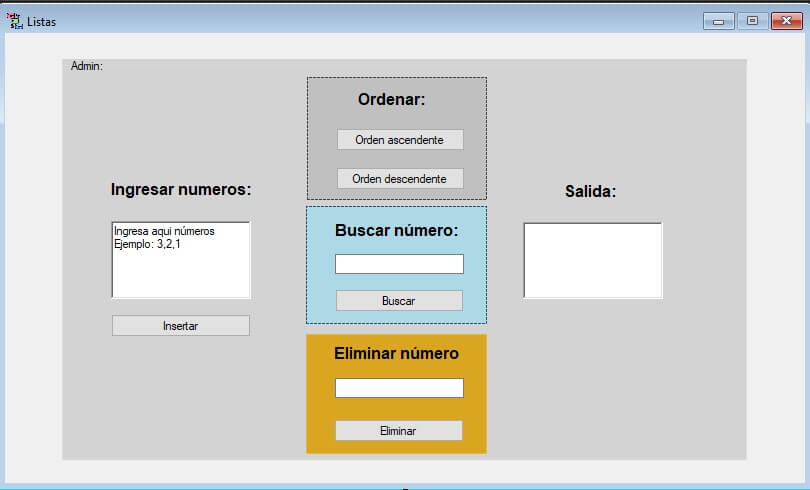 Listas
Admin:
Ingresar numeros:
Ingresa aqui números
Ejemplo: 3,2,1
Insertar
Ordenar:
Orden ascendente
Orden descendente
Buscar número:
Buscar
Eliminar número
Eliminar
Salida: